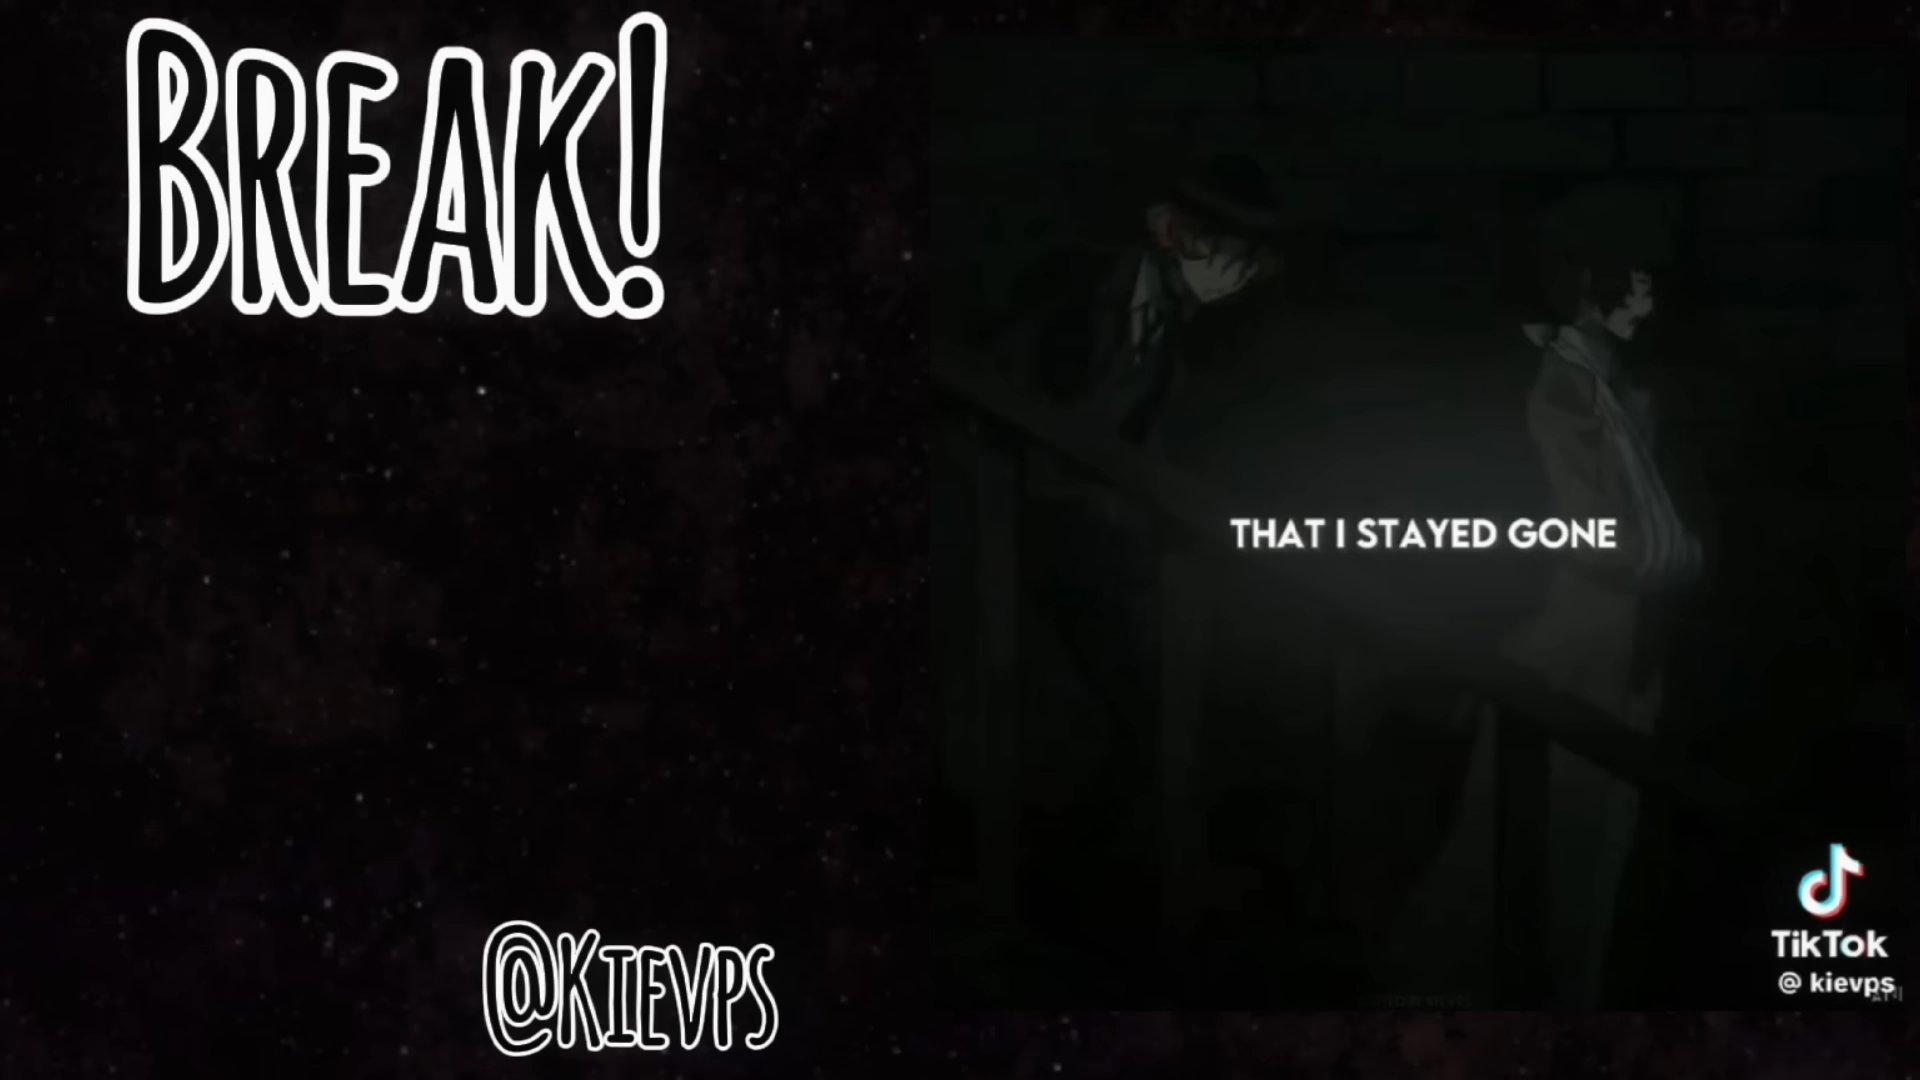 BREAK!
THAT I STAYED GONE
TikTok
@ kievps
@KIEVPS